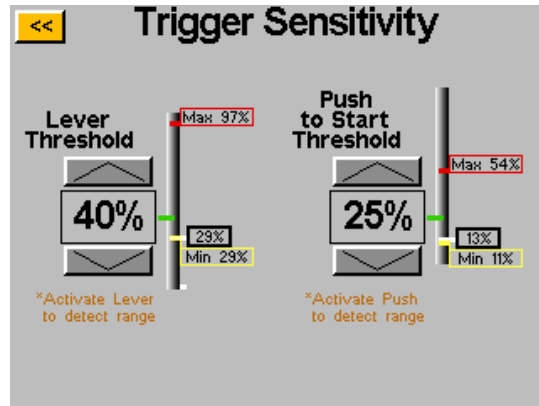 <<
Trigger Sensitivity
Lever
Threshold
Max 97%
40%
29%
Min 29%
*Activate Lever
to detect range
Push
to Start
Threshold
Max 54%
25%
13%
Min 11%
*Activate Push
to detect range